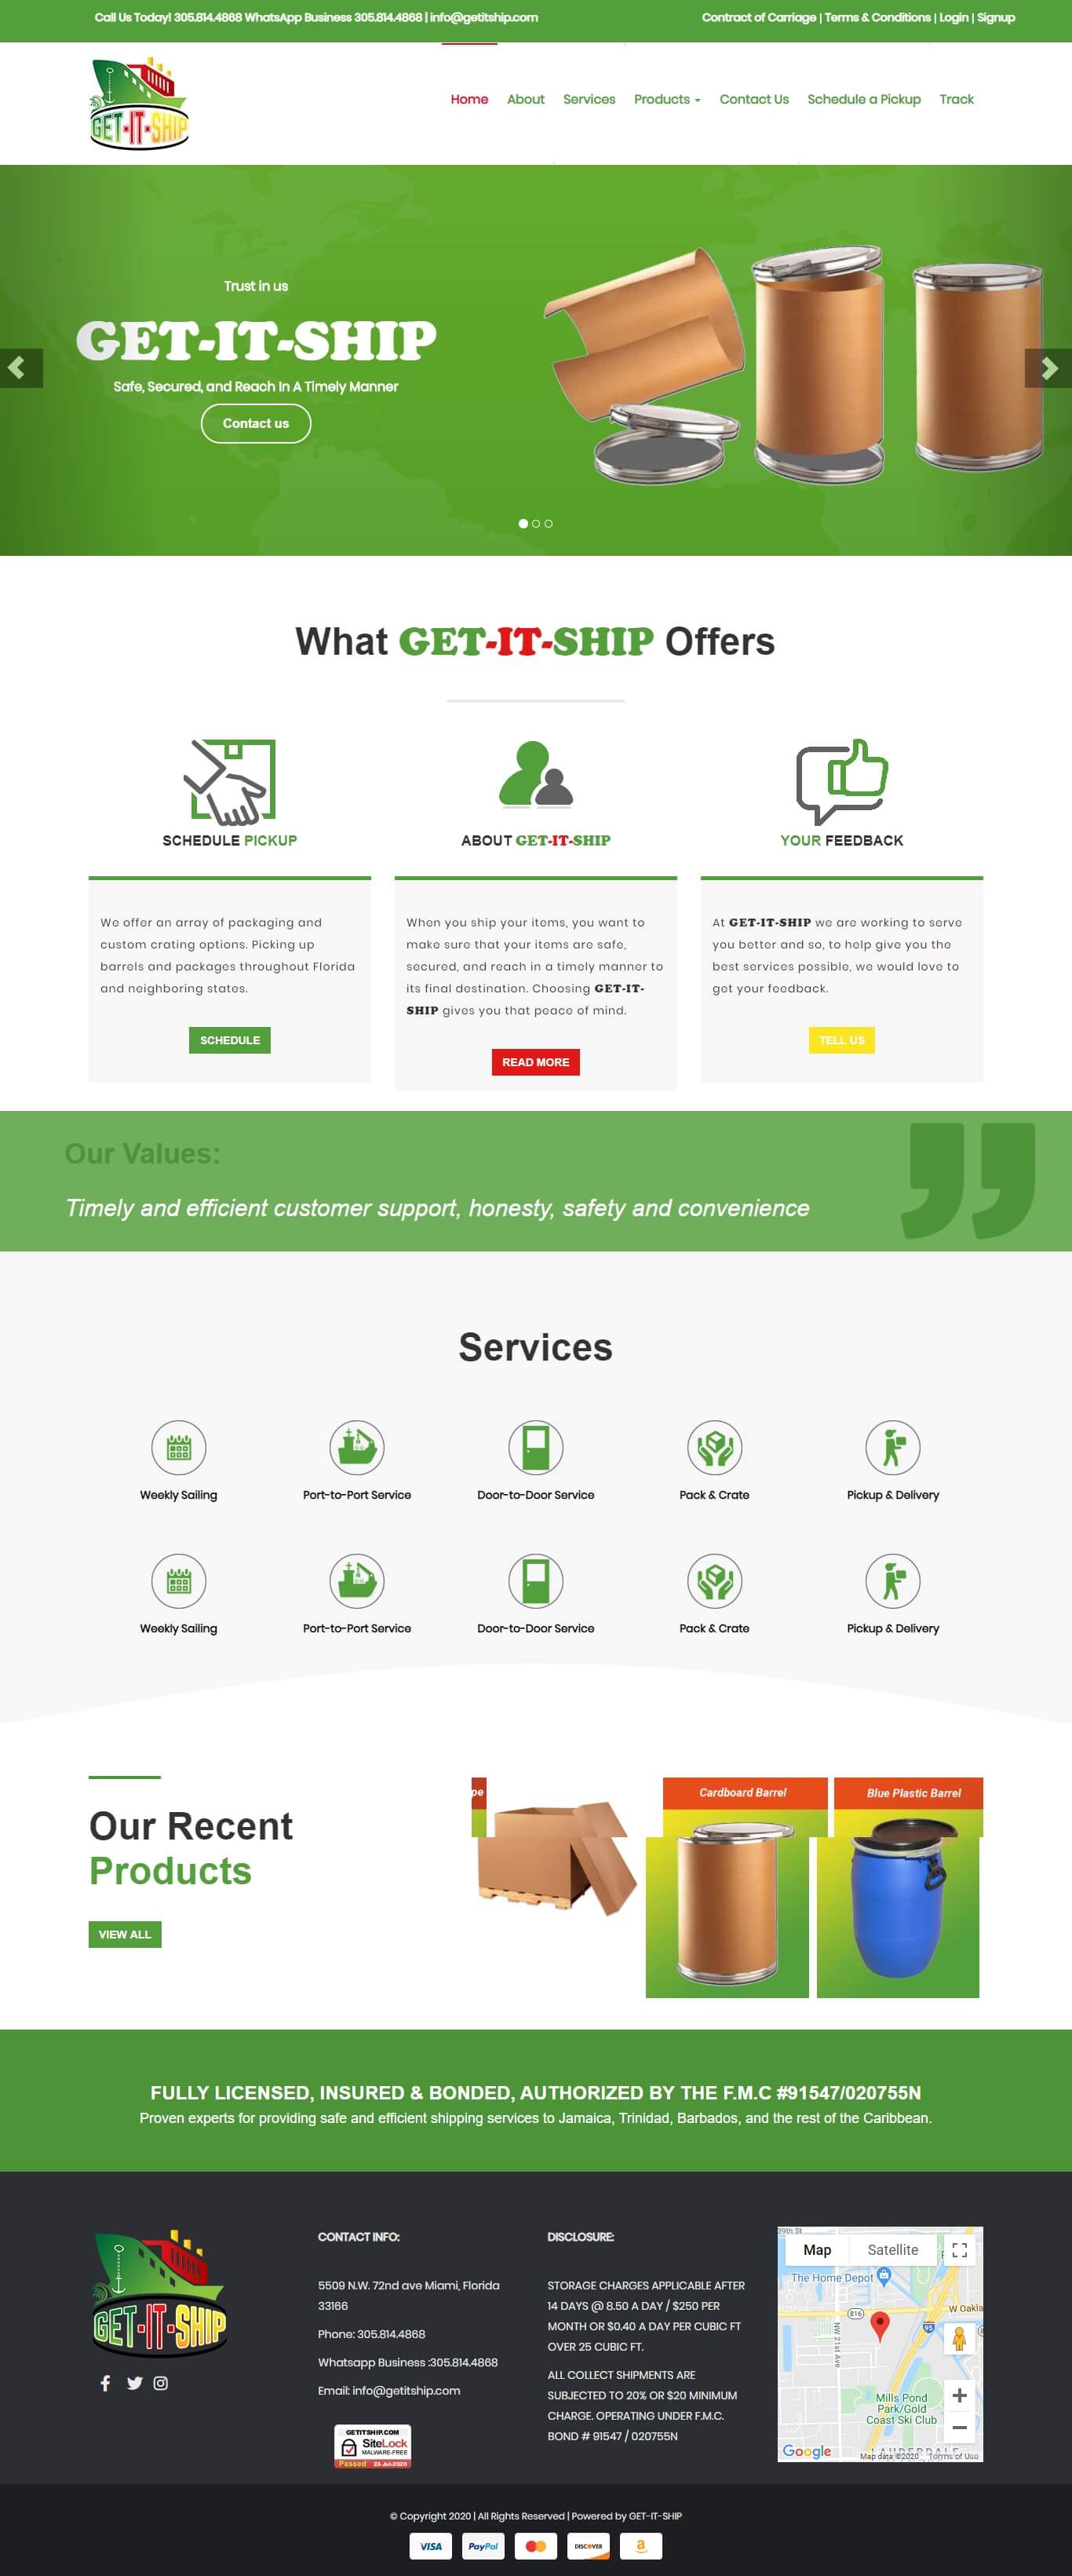 Call Us Today! 305.814.4868 WhatsApp Business 305.814.4868 | info@getitship.com
Contract of Carriage | Terms & Conditions | Login | Signup
GET-IT-SHIP
Home About Services Products Contact Us Schedule a Pickup Track
Trust in us
GET-IT-SHIP
Safe, Secured, and Reach In A Timely Manner
Contact us
What GET-IT-SHIP Offers
SCHEDULE PICKUP
We offer an array of packaging and
custom crating options. Picking up
barrels and packages throughout Florida
and neighboring states.
SCHEDULE
ABOUT GET-IT-SHIP
When you ship your items, you want to
make sure that your items are safe,
secured, and reach in a timely manner to
its final destination. Choosing GET-IT-
SHIP gives you that peace of mind.
READ MORE
YOUR FEEDBACK
At GET-IT-SHIP we are working to serve
you better and so, to help give you the
best services possible, we would love to
get your feedback.
TELL US
Our Values:
Timely and efficient customer support, honesty, safety and convenience
Services
Weekly Sailing
Port-to-Port Service
Door-to-Door Service
Pack & Crate
Pickup & Delivery
Weekly Sailing
Port-to-Port Service
Door-to-Door Service
Pack & Crate
Pickup & Delivery
Our Recent
Products
VIEW ALL
pe
Cardboard Barrel
Blue Plastic Barrel
FULLY LICENSED, INSURED & BONDED, AUTHORIZED BY THE F.M.C #91547/020755N
Proven experts for providing safe and efficient shipping services to Jamaica, Trinidad, Barbados, and the rest of the Caribbean.
GET-IT-SHIP
CONTACT INFO:
5509 N.W. 72nd ave Miami, Florida
33166
Phone: 305.814.4868
Whatsapp Business :305.814.4868
Email: info@getitship.com
GETITSHIP.COM
SiteLock
MALWARE-FREE
Passed 23-Jul-2020
DISCLOSURE:
STORAGE CHARGES APPLICABLE AFTER
14 DAYS @ 8.50 A DAY / $250 PER
MONTH OR $0.40 A DAY PER CUBIC FT
OVER 25 CUBIC FT.
ALL COLLECT SHIPMENTS ARE
SUBJECTED TO 20% OR $20 MINIMUM
CHARGE. OPERATING UNDER F.M.C.
BOND # 91547 / 020755N
39th St
Map Satellite
The Home Depot
816
W Oakla
NW 21st Ave
95
Mills Pond
Park/Gold
Coast Ski Club
LAUDERDALE
Google
Map data ©2020 Terms of Use
© Copyright 2020 | All Rights Reserved | Powered by GET-IT-SHIP
VISA PayPal DISCOVER a